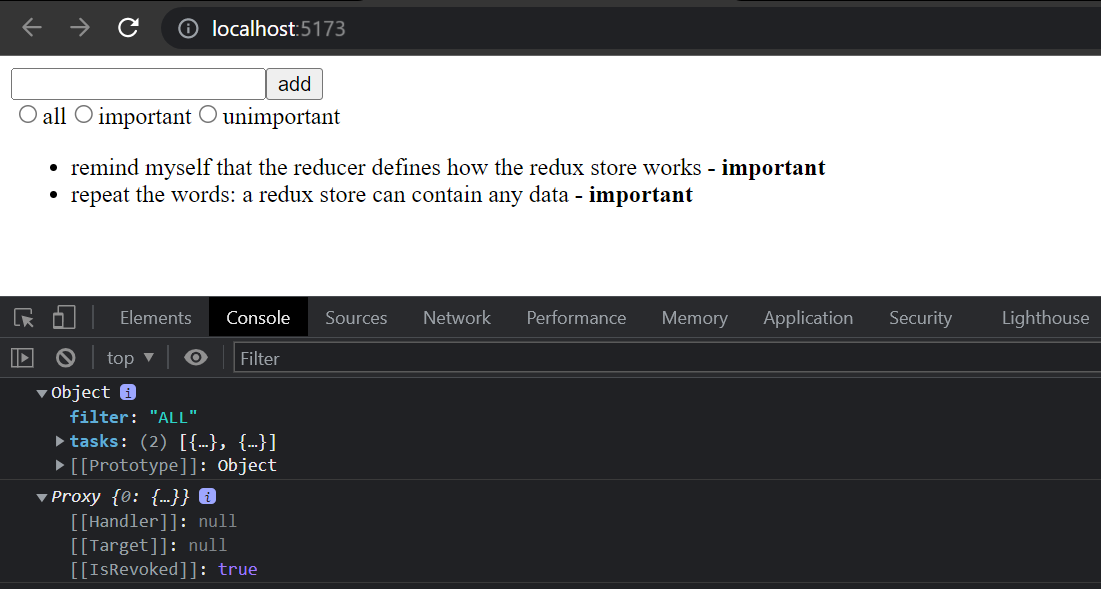 localhost:5173
add
all important unimportant
• remind myself that the reducer defines how the redux store works - important
• repeat the words: a redux store can contain any data - important
Elements Console Sources Network Performance Memory Application Security Lighthouse
top ▼ Filter
▼Object i
filter: "ALL"
▶tasks: (2) [{…}, {…}]
▶[[Prototype]]: Object
▼Proxy {0: {…}} i
[[Handler]]: null
[[Target]]: null
[[IsRevoked]]: true